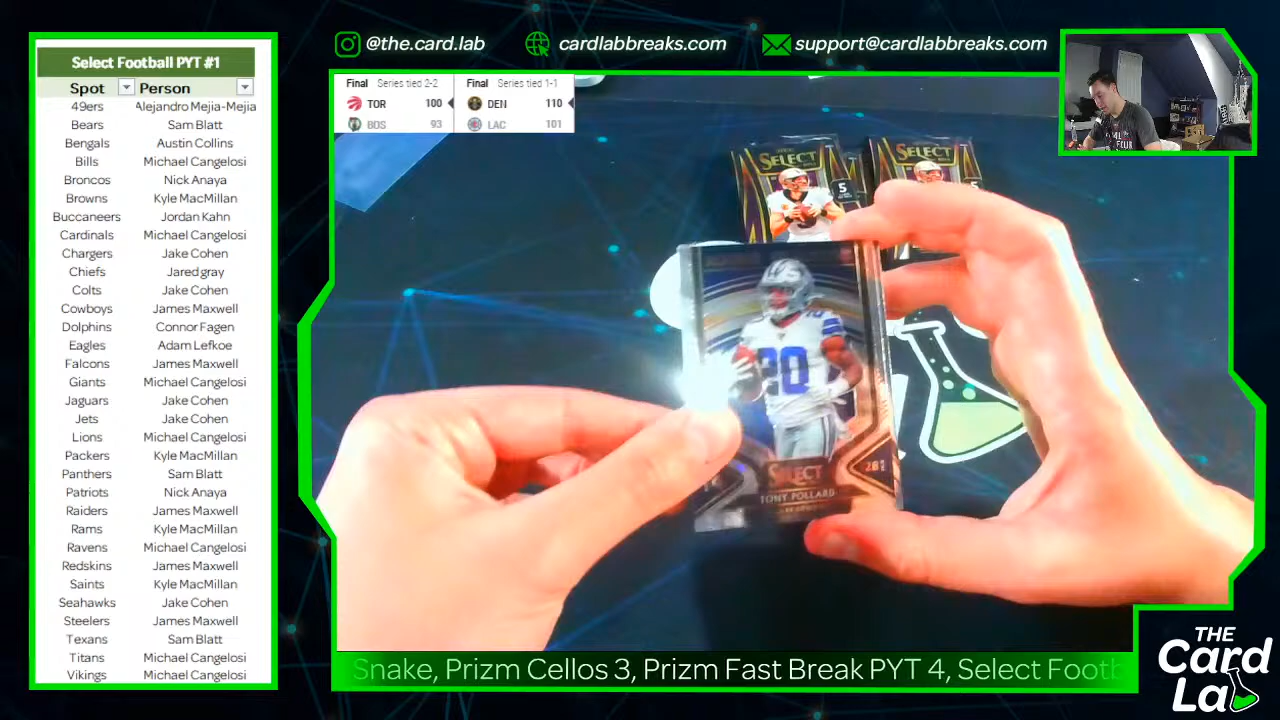 @the.card.lab
cardlabbreaks.com
support@cardlabbreaks.com
Select Football PYT #1
Spot Person
49ers Alejandro Mejia-Mejia
Bears Sam Blatt
Bengals Austin Collins
Bills Michael Cangelosi
Broncos Nick Anaya
Browns Kyle MacMillan
Buccaneers Jordan Kahn
Cardinals Michael Cangelosi
Chargers Jake Cohen
Chiefs Jared gray
Colts Jake Cohen
Cowboys James Maxwell
Dolphins Connor Fagen
Eagles Adam Lefkoe
Falcons James Maxwell
Giants Michael Cangelosi
Jaguars Jake Cohen
Jets Jake Cohen
Lions Michael Cangelosi
Packers Kyle MacMillan
Panthers Sam Blatt
Patriots Nick Anaya
Raiders James Maxwell
Rams Kyle MacMillan
Ravens Michael Cangelosi
Redskins James Maxwell
Saints Kyle MacMillan
Seahawks Jake Cohen
Steelers James Maxwell
Texans Sam Blatt
Titans Michael Cangelosi
Vikings Michael Cangelosi
Final Series tied 2-2
TOR 100
BOS 93
Final Series tied 1-1
DEN 110
LAC 101
SELECT
5
SELECT
20
SELECT
TONY POLLARD
Snake, Prizm Cellos 3, Prizm Fast Break PYT 4, Select Footb
THE
Card
Lab